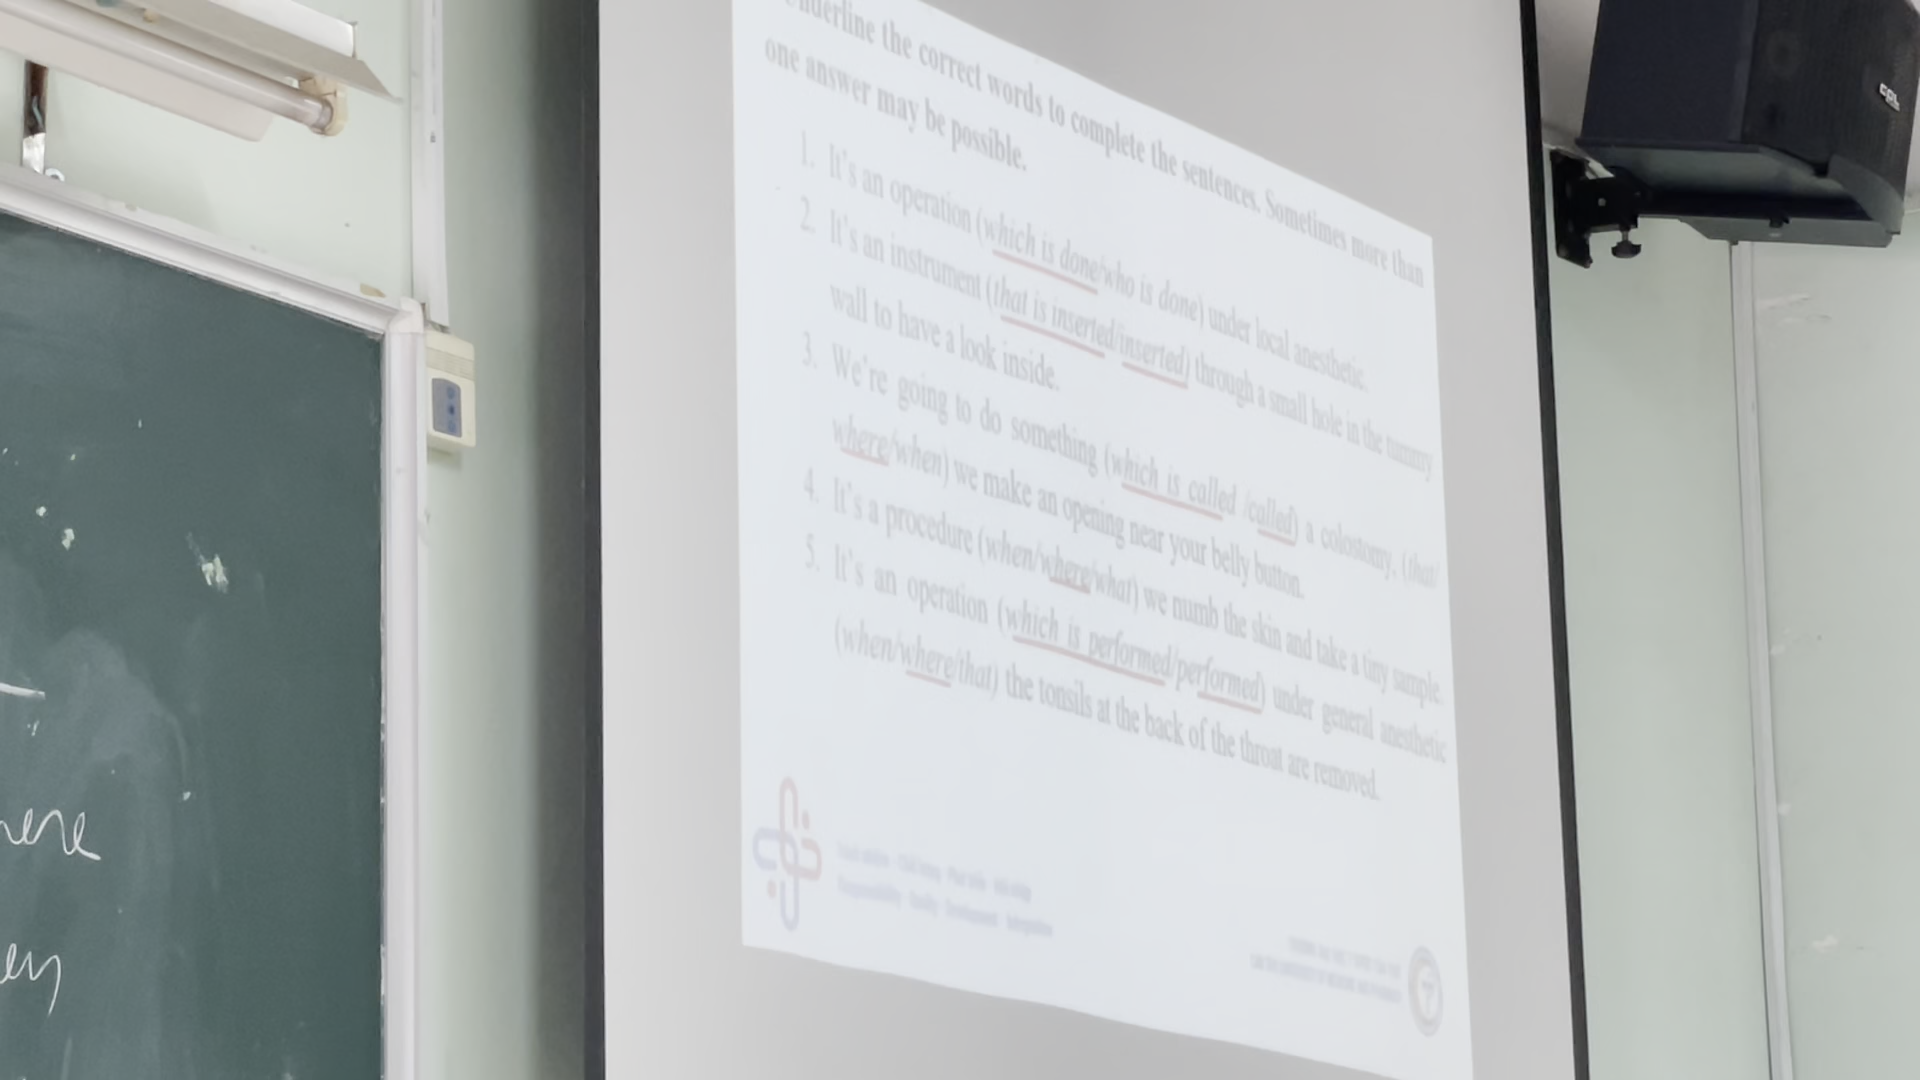 Underline the correct words to complete the sentences. Sometimes more than
one answer may be possible.
1. It's an operation (which is done/who is done) under local anesthetic.
2. It's an instrument (that is inserted/inserted) through a small hole in the tummy
wall to have a look inside.
3. We're going to do something (which is called /called) a colostomy, (that/
where/when) we make an opening near your belly button.
4. It's a procedure (when/where/what) we numb the skin and take a tiny sample.
5. It's an operation (which is performed/performed) under general anesthetic
(when/where/that) the tonsils at the back of the throat are removed.